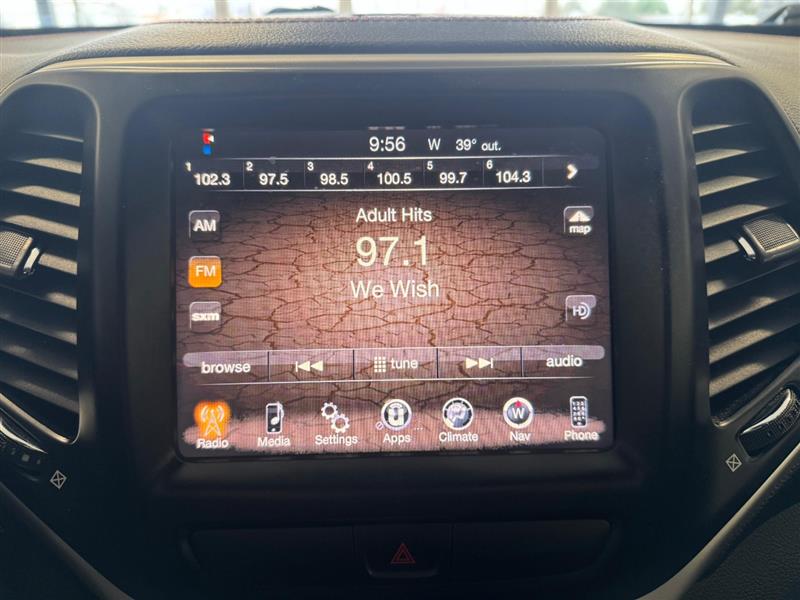 9:56 W 39° out.
1 102.3 2 97.5 3 98.5 4 100.5 5 99.7 6 104.3
AM
Adult Hits
map
97.1
FM
We Wish
sxm
HD
browse tune audio
Radio Media Settings Apps Climate Nav Phone
W